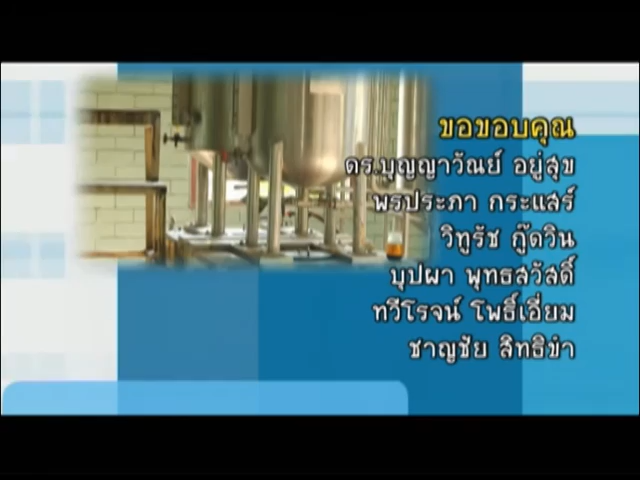 ขอขอบคุณ
ดร.บุญญาวัณย์ อยู่สุข
พรประภา กระแสร์
วิทูรัช กู๊ดวิน
บุปผา พุทธสวัสดิ์
ทวีโรจน์ โพธิ์เอี่ยม
ชาญชัย สิทธิขำ